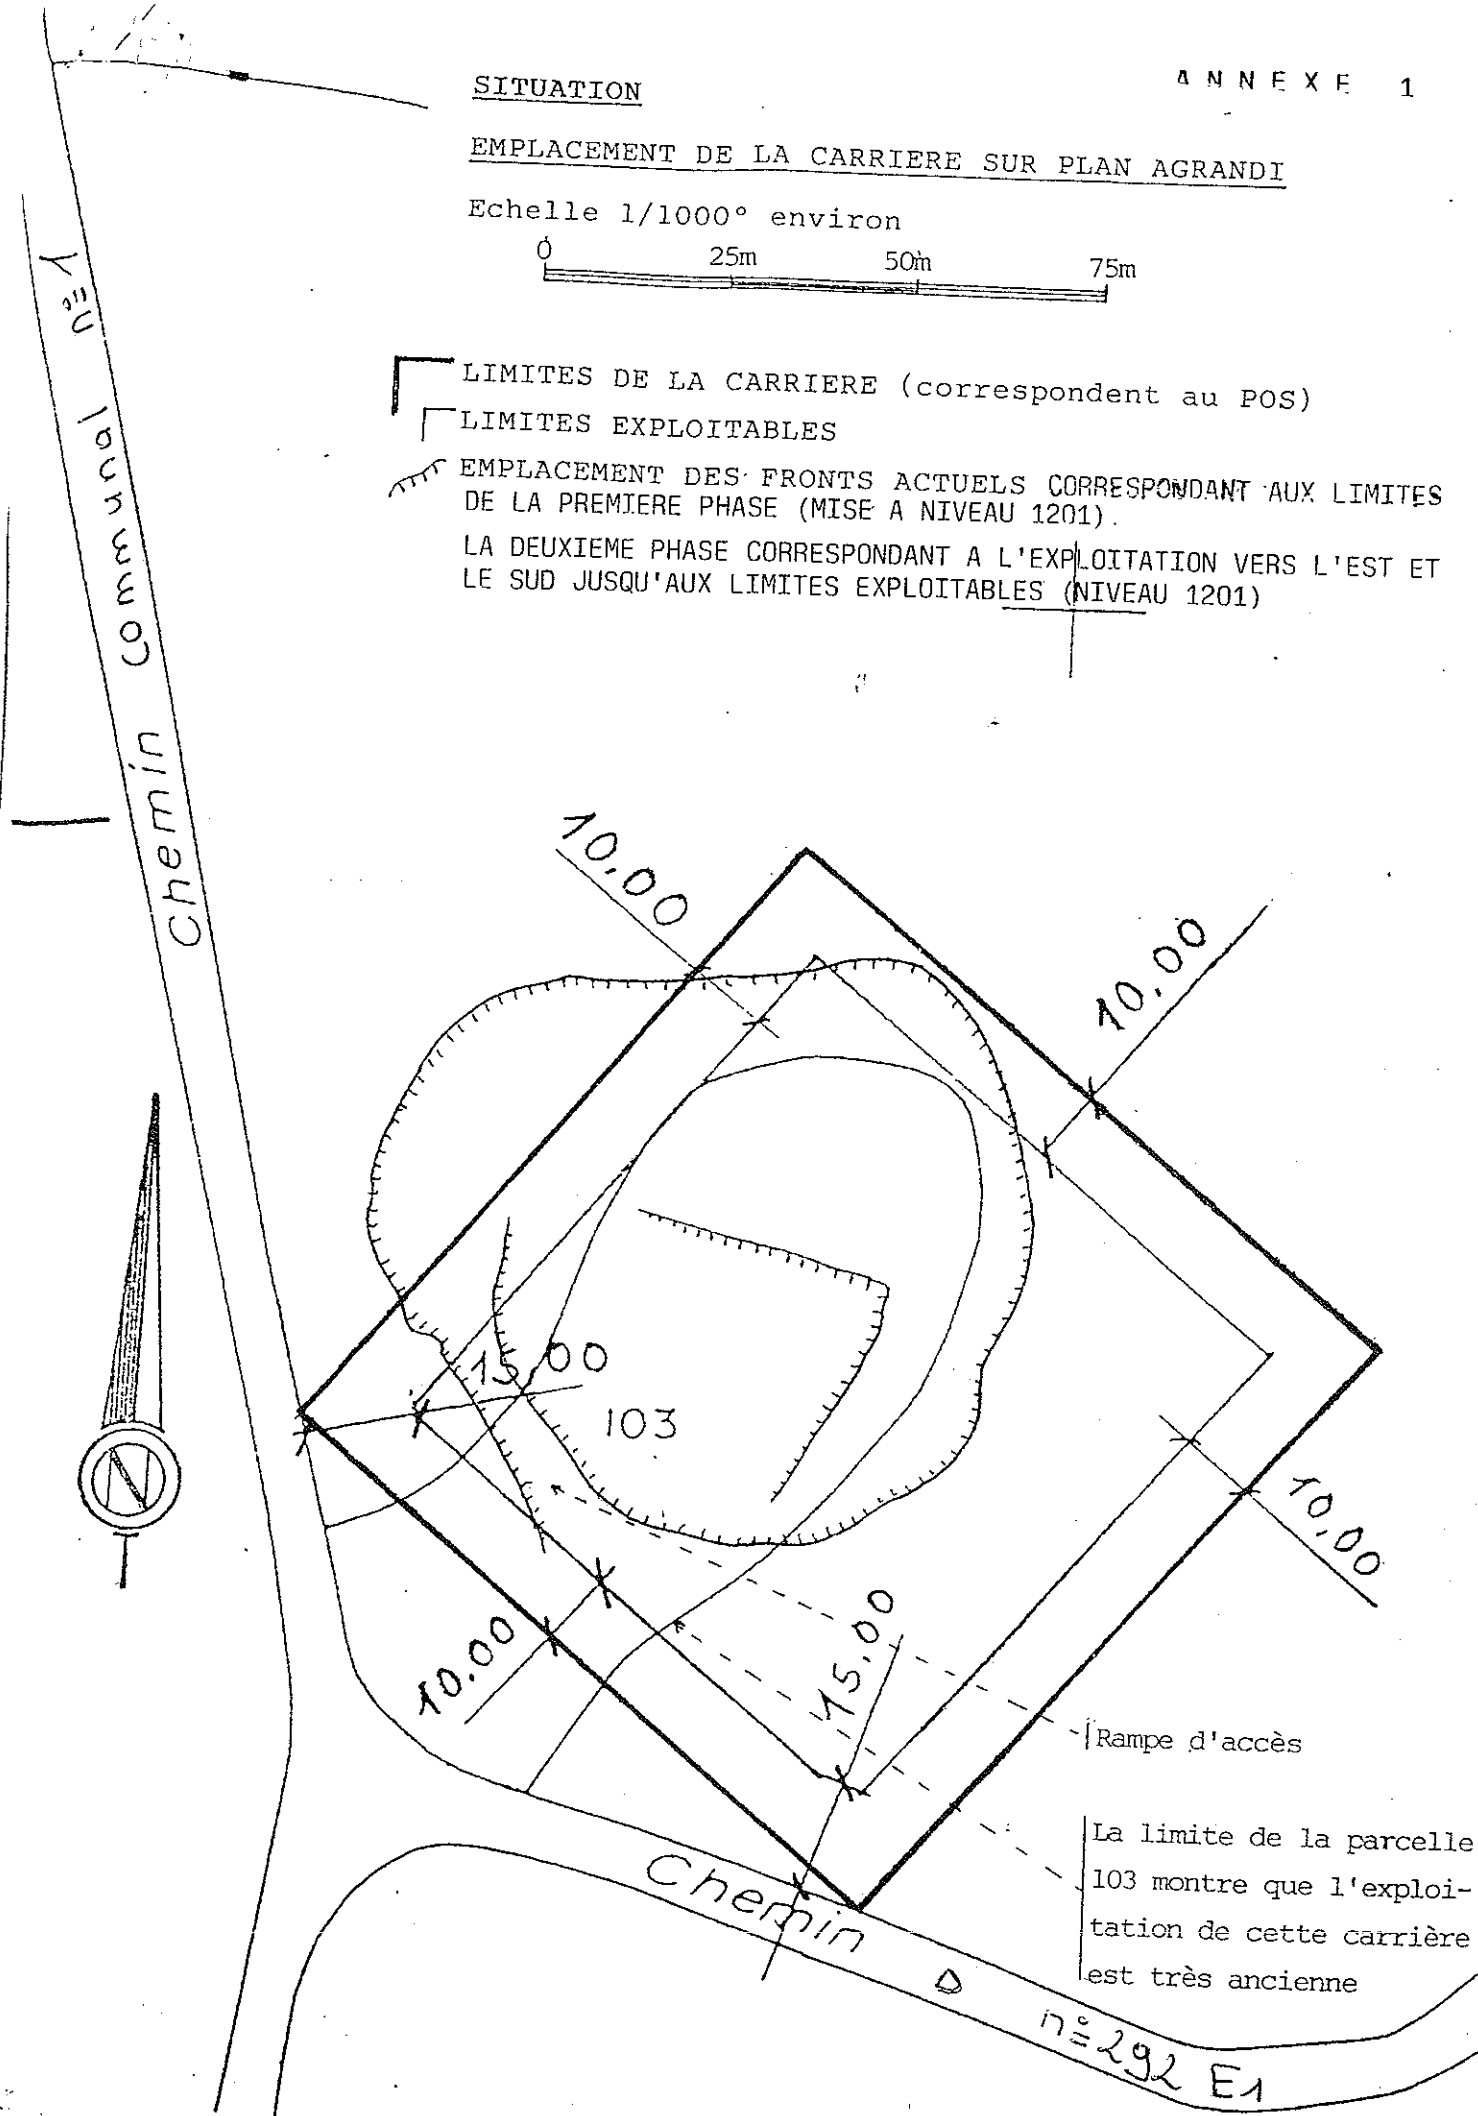 ANNEXE 1
SITUATION
EMPLACEMENT DE LA CARRIERE SUR PLAN AGRANDI
Echelle 1/1000° environ
0 25m 50m 75m
LIMITES DE LA CARRIERE (correspondent au POS)
LIMITES EXPLOITABLES
EMPLACEMENT DES FRONTS ACTUELS CORRESPONDANT AUX LIMITES
DE LA PREMIERE PHASE (MISE A NIVEAU 1201).
LA DEUXIEME PHASE CORRESPONDANT A L'EXPLOITATION VERS L'EST ET
LE SUD JUSQU'AUX LIMITES EXPLOITABLES (NIVEAU 1201)
Chemin Communal
10.00
10.00
15.00
103
N
10.00
10.00
15.00
Rampe d'accès
La limite de la parcelle
103 montre que l'exploi-
tation de cette carrière
est très ancienne
Chemin D n°292 E1